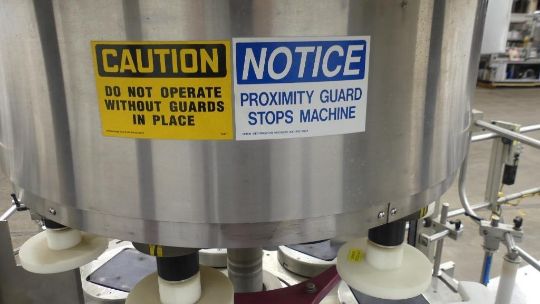 CAUTION
DO NOT OPERATE
WITHOUT GUARDS
IN PLACE
NOTICE
PROXIMITY GUARD
STOPS MACHINE